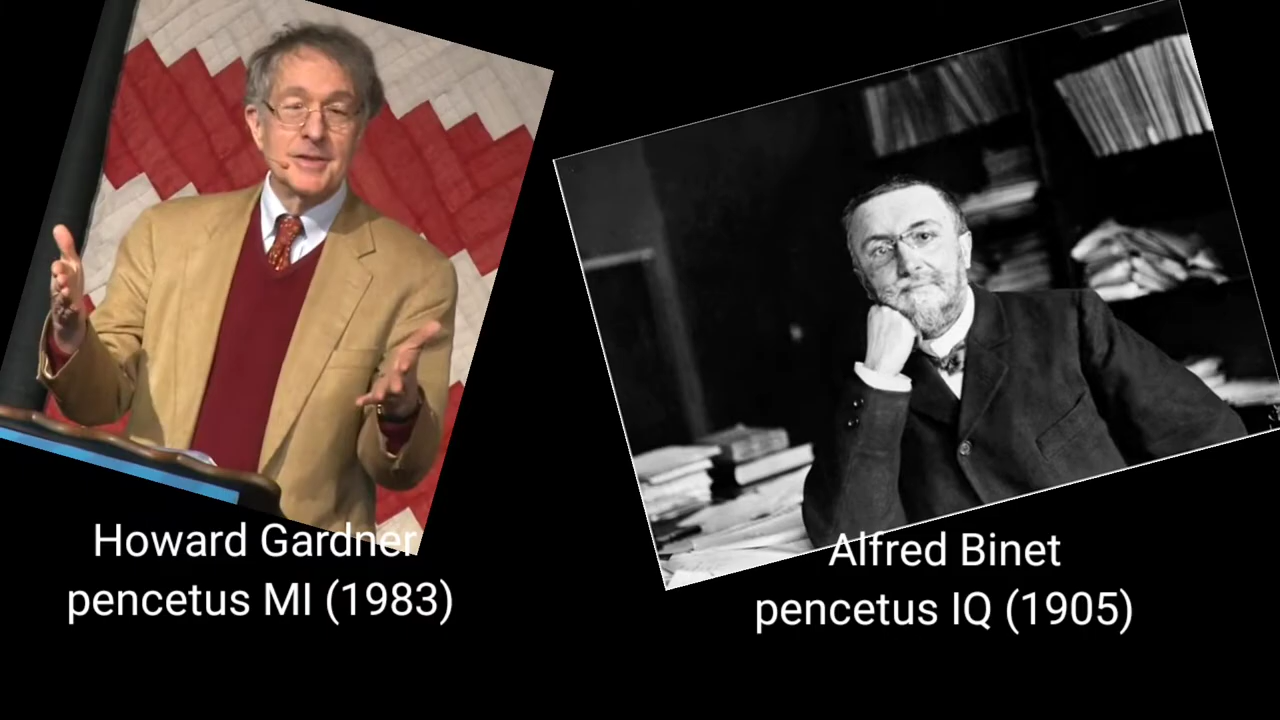 Howard Gardner
pencetus MI (1983)
Alfred Binet
pencetus IQ (1905)